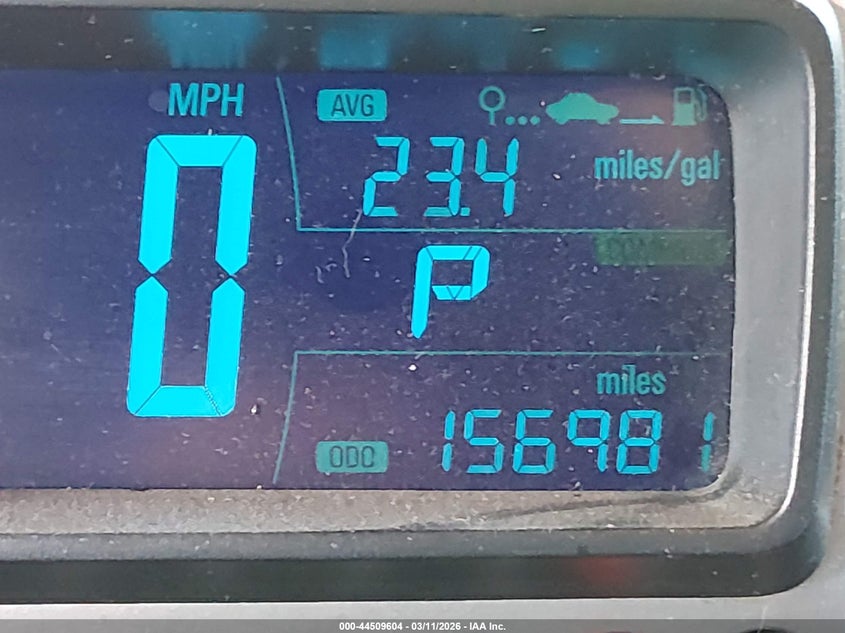 MPH
AVG
23.4
miles/gal
0
P
miles
ODO
156981
000-44509604 - 03/11/2026 - IAA Inc.